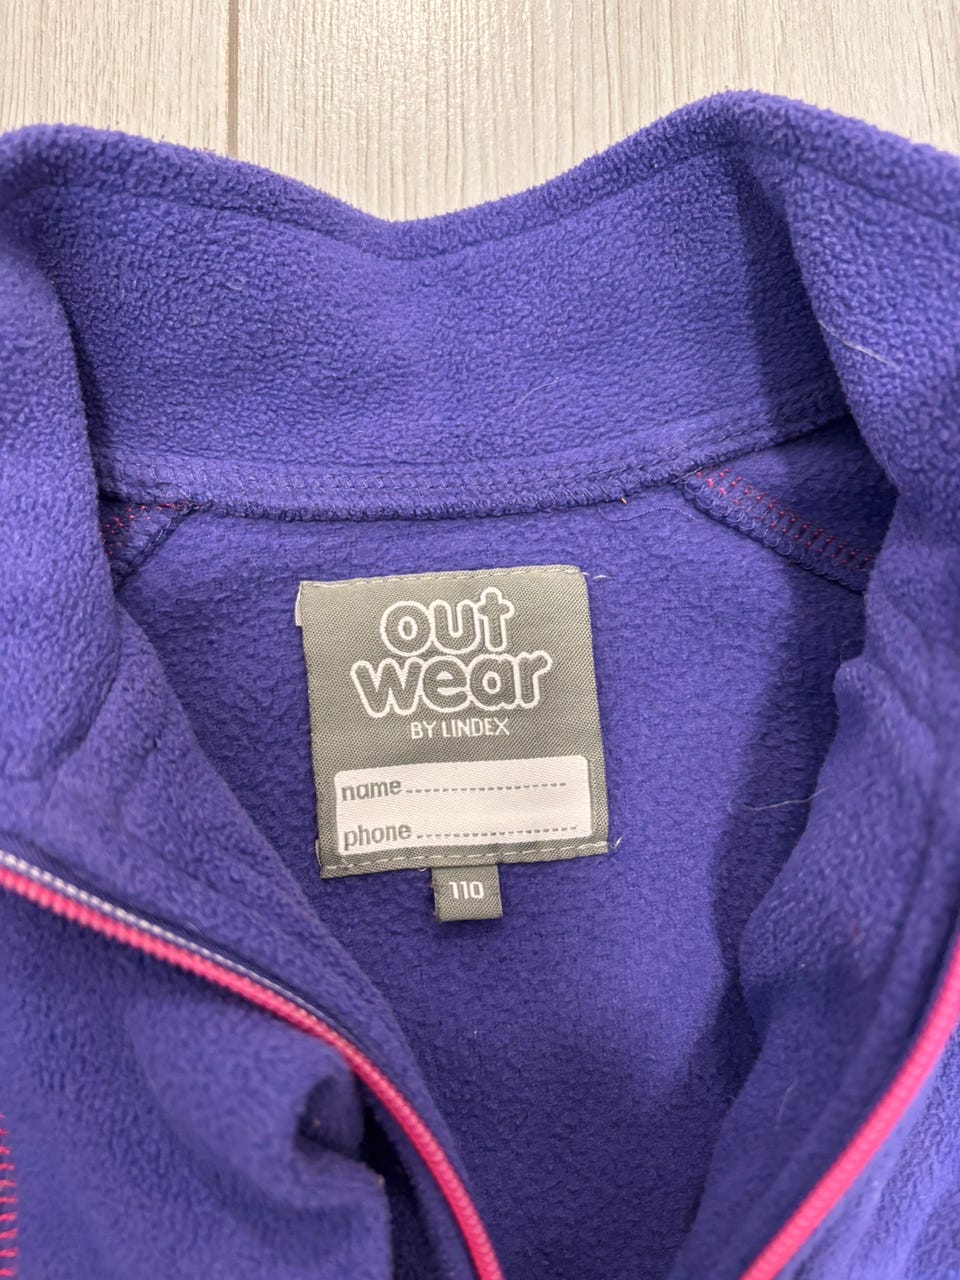 out
wear
BY LINDEX
name
phone
110